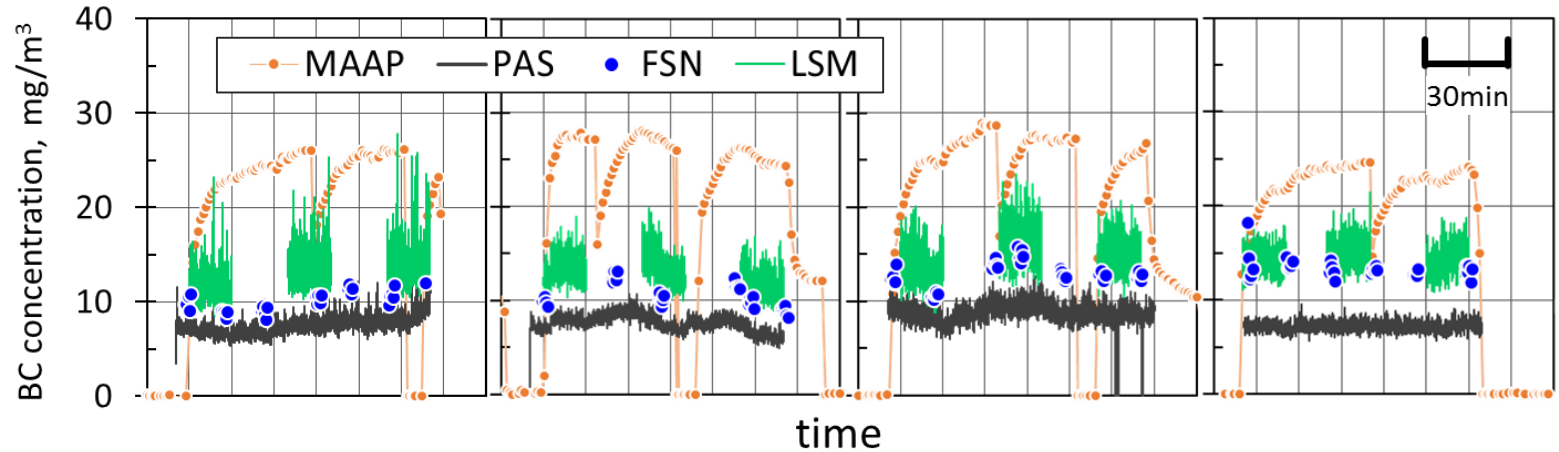 BC concentration, mg/m³
40
30
20
10
0
MAAP PAS FSN LSM
30min
time